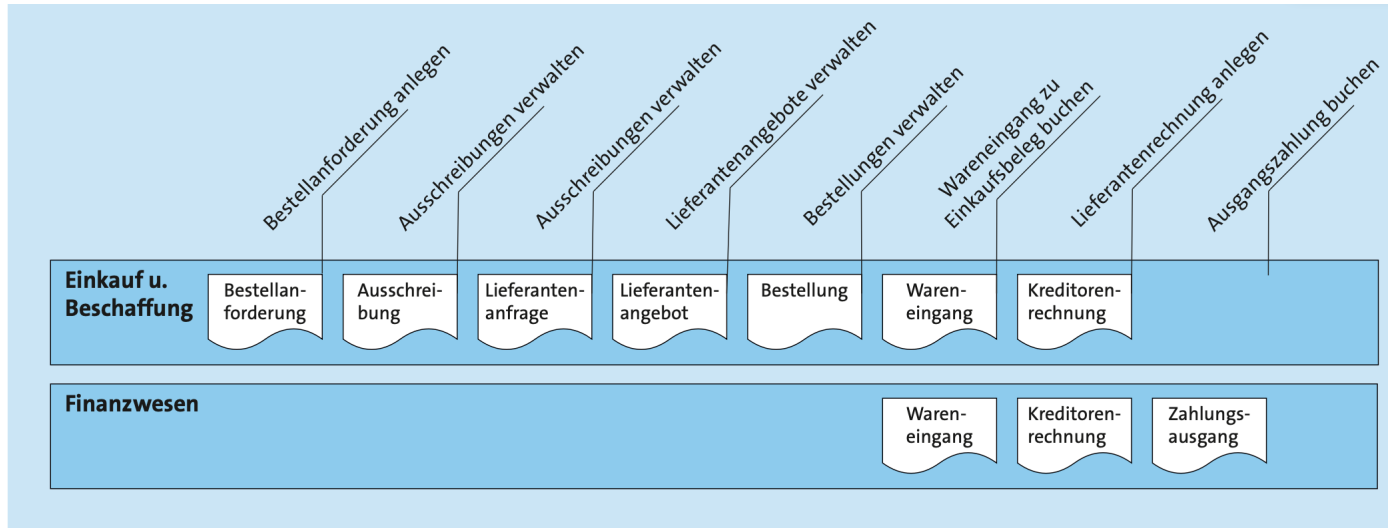 Bestellanforderung anlegen
Ausschreibungen verwalten
Ausschreibungen verwalten
Lieferantenangebote verwalten
Bestellungen verwalten
Wareneingang zu
Einkaufsbeleg buchen
Lieferantenrechnung anlegen
Ausgangszahlung buchen
Einkauf u.
Beschaffung
Bestellan-
forderung
Ausschrei-
bung
Lieferanten-
anfrage
Lieferanten-
angebot
Bestellung
Waren-
eingang
Kreditoren-
rechnung
Finanzwesen
Waren-
eingang
Kreditoren-
rechnung
Zahlungs-
ausgang